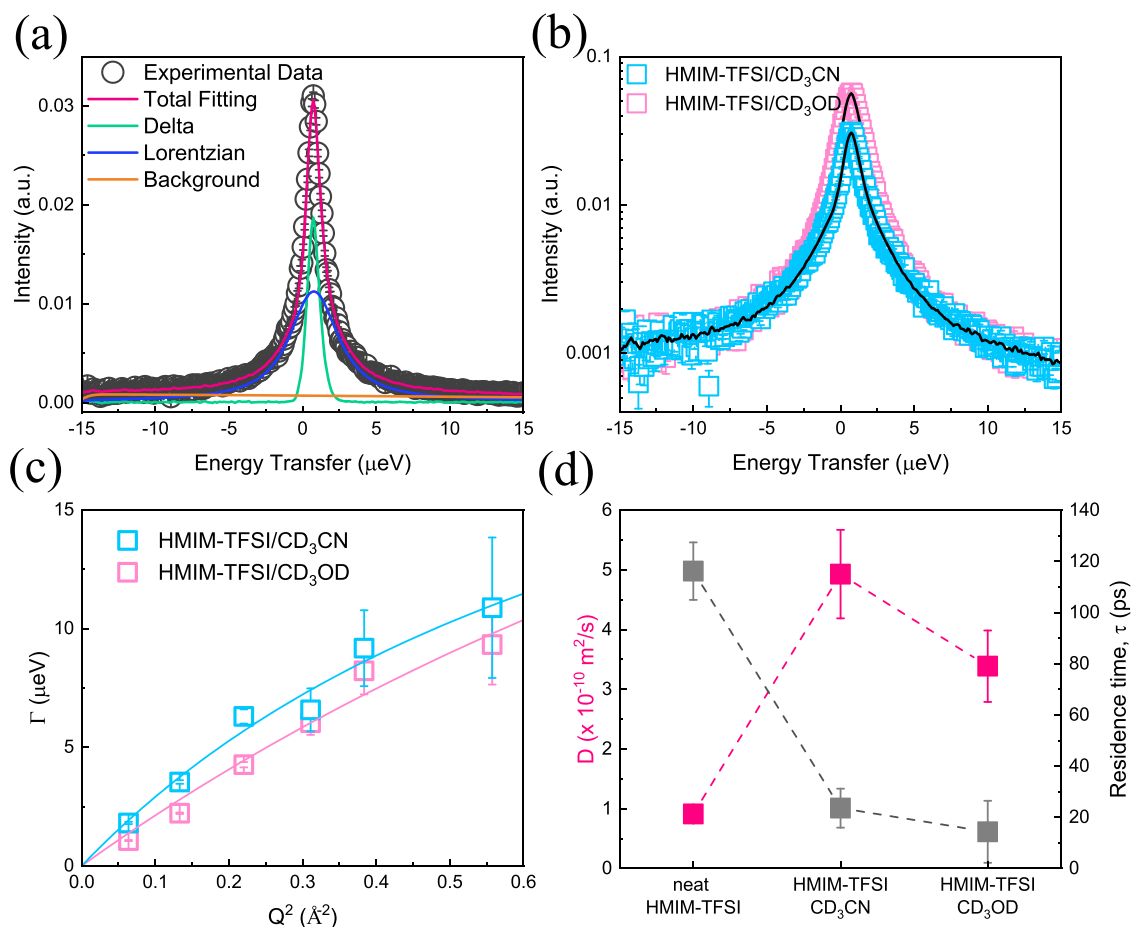 (a)
Experimental Data
Total Fitting
Delta
Lorentzian
Background
0.03
0.02
0.01
0.00
Intensity (a.u.)
-15 -10 -5 0 5 10 15
Energy Transfer (μeV)
(b)
HMIM-TFSI/CD₃CN
HMIM-TFSI/CD₃OD
0.1
0.01
0.001
Intensity (a.u.)
-15 -10 -5 0 5 10 15
Energy Transfer (μeV)
(c)
HMIM-TFSI/CD₃CN
HMIM-TFSI/CD₃OD
15
10
5
0
Γ (μeV)
0.0 0.1 0.2 0.3 0.4 0.5 0.6
Q² (Å⁻²)
(d)
6
5
4
3
2
1
0
D (x 10⁻¹⁰ m²/s)
140
120
100
80
60
40
20
0
Residence time, τ (ps)
neat
HMIM-TFSI
HMIM-TFSI
CD₃CN
HMIM-TFSI
CD₃OD